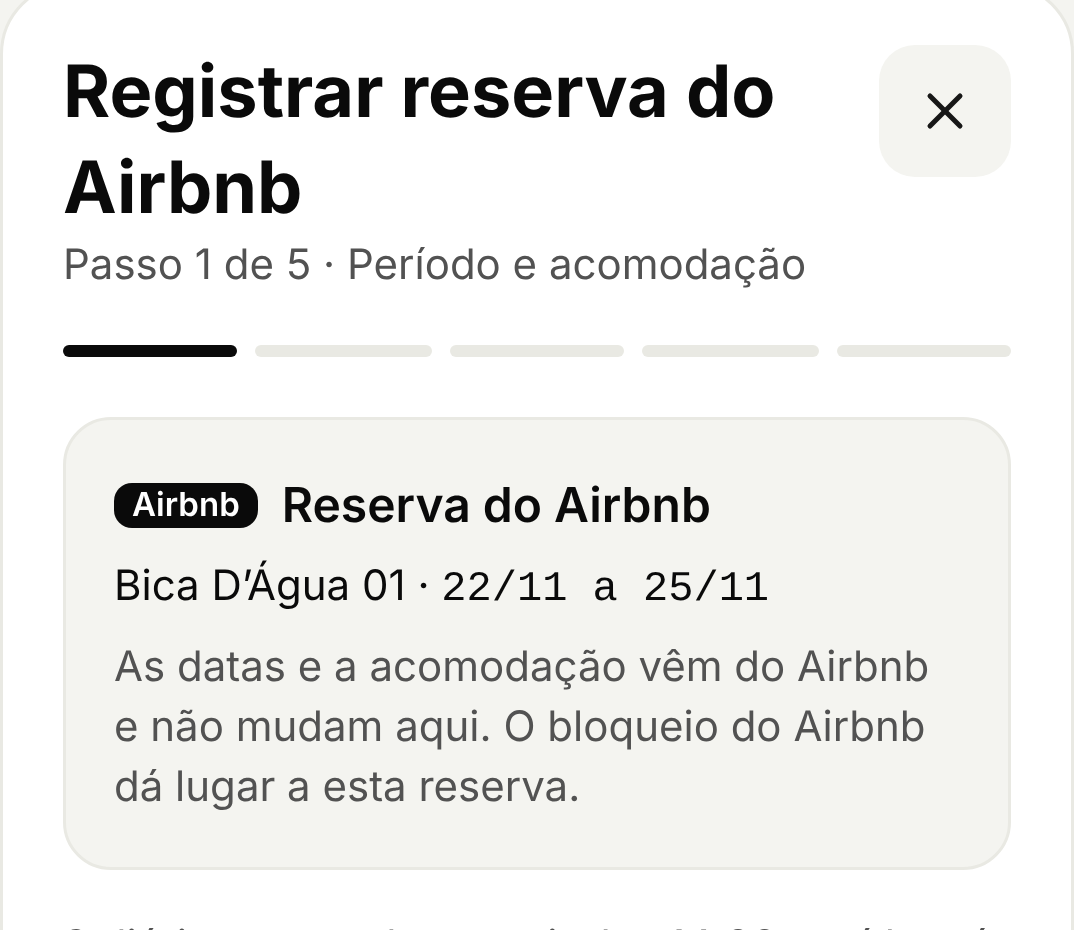 Registrar reserva do
Airbnb
Passo 1 de 5 · Período e acomodação
Airbnb Reserva do Airbnb
Bica D’Água 01 · 22/11 a 25/11
As datas e a acomodação vêm do Airbnb
e não mudam aqui. O bloqueio do Airbnb
dá lugar a esta reserva.